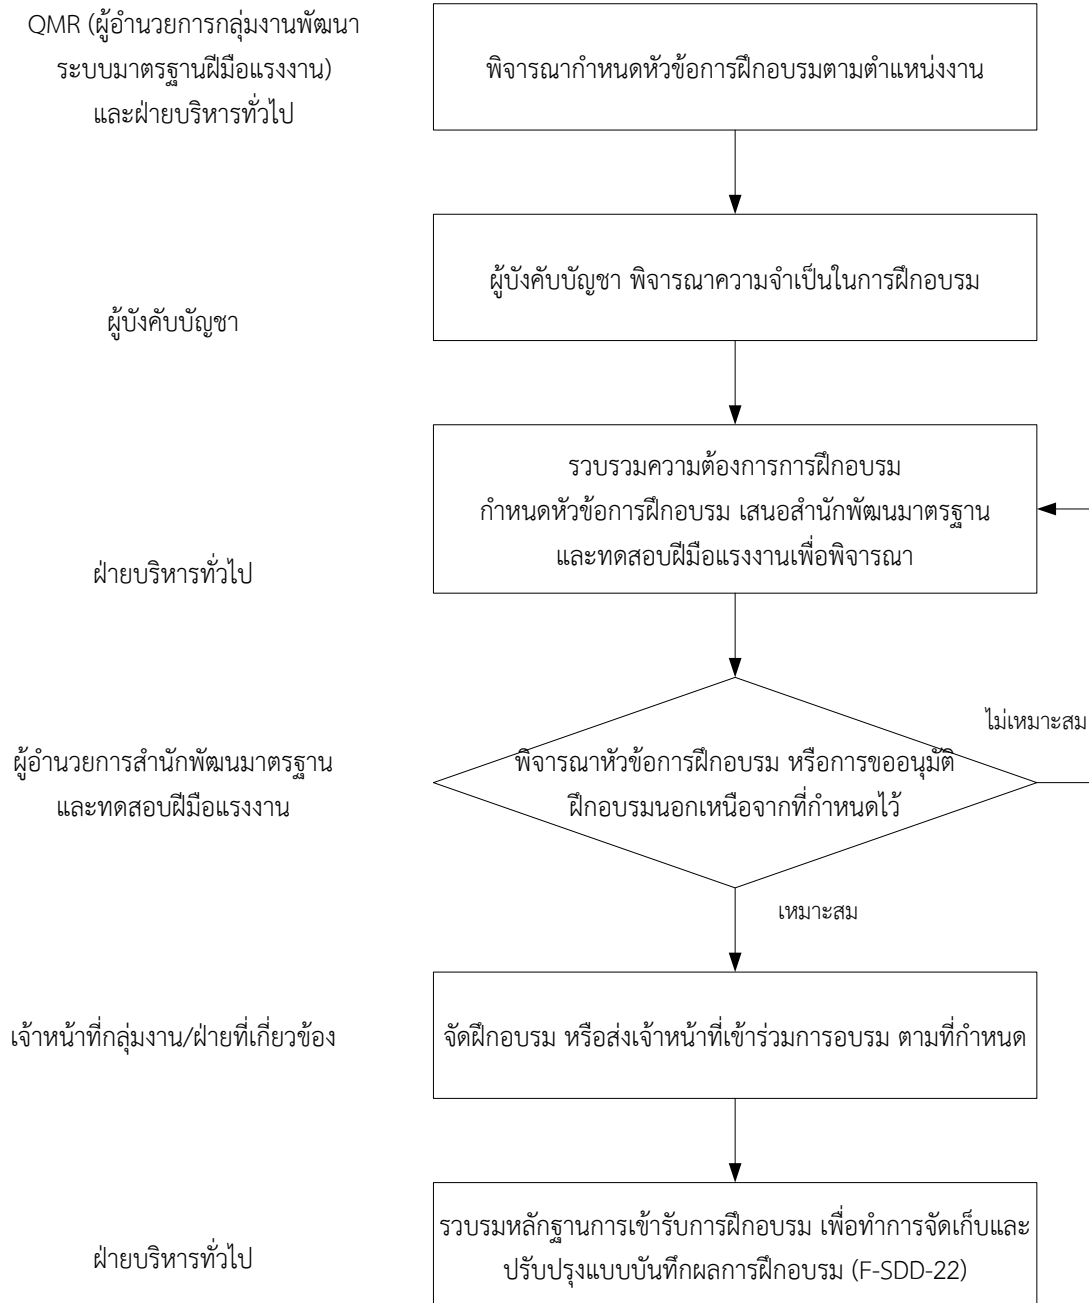 QMR (ผู้อำนวยการกลุ่มงานพัฒนา
ระบบมาตรฐานฝีมือแรงงาน)
และฝ่ายบริหารทั่วไป
พิจารณากำหนดหัวข้อการฝึกอบรมตามตำแหน่งงาน
ผู้บังคับบัญชา
ผู้บังคับบัญชา พิจารณาความจำเป็นในการฝึกอบรม
ฝ่ายบริหารทั่วไป
รวบรวมความต้องการการฝึกอบรม
กำหนดหัวข้อการฝึกอบรม เสนอสำนักพัฒนมาตรฐาน
และทดสอบฝีมือแรงงานเพื่อพิจารณา
ผู้อำนวยการสำนักพัฒนมาตรฐาน
และทดสอบฝีมือแรงงาน
พิจารณาหัวข้อการฝึกอบรม หรือการขออนุมัติ
ฝึกอบรมนอกเหนือจากที่กำหนดไว้
ไม่เหมาะสม
เหมาะสม
เจ้าหน้าที่กลุ่มงาน/ฝ่ายที่เกี่ยวข้อง
จัดฝึกอบรม หรือส่งเจ้าหน้าที่เข้าร่วมการอบรม ตามที่กำหนด
ฝ่ายบริหารทั่วไป
รวบรมหลักฐานการเข้ารับการฝึกอบรม เพื่อทำการจัดเก็บและ
ปรับปรุงแบบบันทึกผลการฝึกอบรม (F-SDD-22)